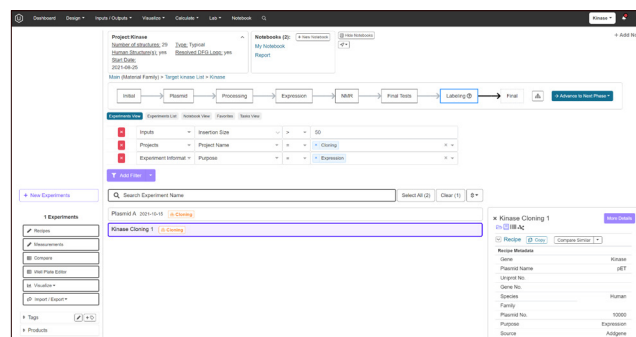 Dashboard Design Inputs / Outputs Visualize Calculate Lab Notebook
Kinase
+ Add No
Project:Kinase
Number of structures: 29 Type: Typical
Human Structure(s): yes Resolved DFG Loop: yes
Start Date:
2021-08-25
Notebooks (2): + New Notebook
My Notebook
Report
Hide Notebooks
Main (Material Family) > Target kinase List > Kinase
Initial Plasmid Processing Expression NMR Final Tests Labeling Final
Advance to Next Phase
Experiments View Experiments List Notebook View Favorites Tasks View
Inputs Insertion Size 50
Projects Project Name = Cloning
Experiment Informat Purpose = Expression
Add Filter
+ New Experiments
Search Experiment Name
Select All (2) Clear (1)
1 Experiments
Recipes
Measurements
Compare
Well-Plate Editor
Visualize
Import / Export
Tags
Products
Plasmid A 2021-10-15 Cloning
Kinase Cloning 1 Cloning
× Kinase Cloning 1 More Details
Recipe Copy Compare Similar
Recipe Metadata
Gene Kinase
Plasmid Name pET
Uniprot No.
Gene No.
Species Human
Family
Plasmid No. 10000
Purpose Expression
Source Addgene